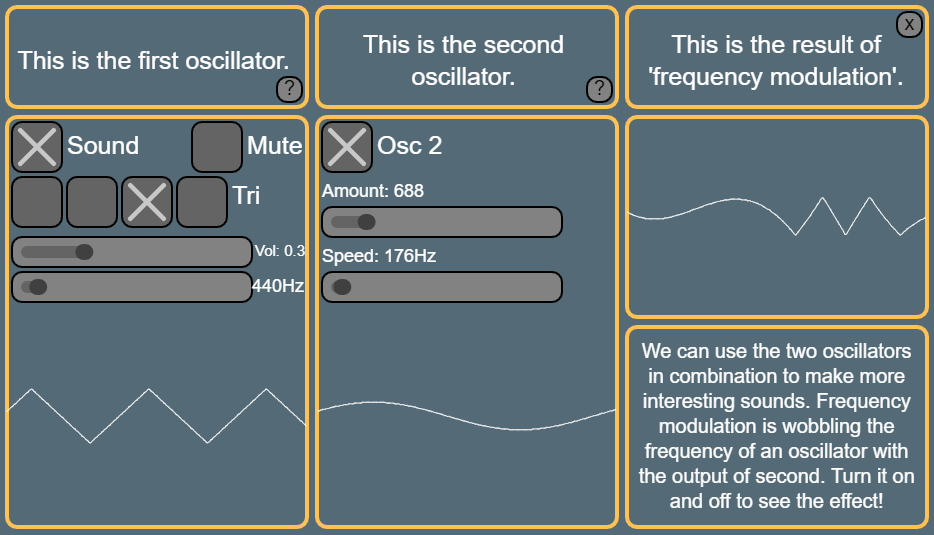 This is the first oscillator.
?
This is the second
oscillator.
?
This is the result of
'frequency modulation'.
X
Sound
Mute
Tri
Vol: 0.3
440Hz
Osc 2
Amount: 688
Speed: 176Hz
We can use the two oscillators
in combination to make more
interesting sounds. Frequency
modulation is wobbling the
frequency of an oscillator with
the output of second. Turn it on
and off to see the effect!